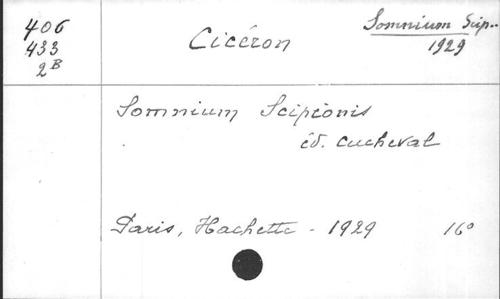 406
433
2B
Cicéron
Somnium Scip..
1929
Somnium Scipionis
éd. Cucheval
Paris, Hachette - 1929 16°